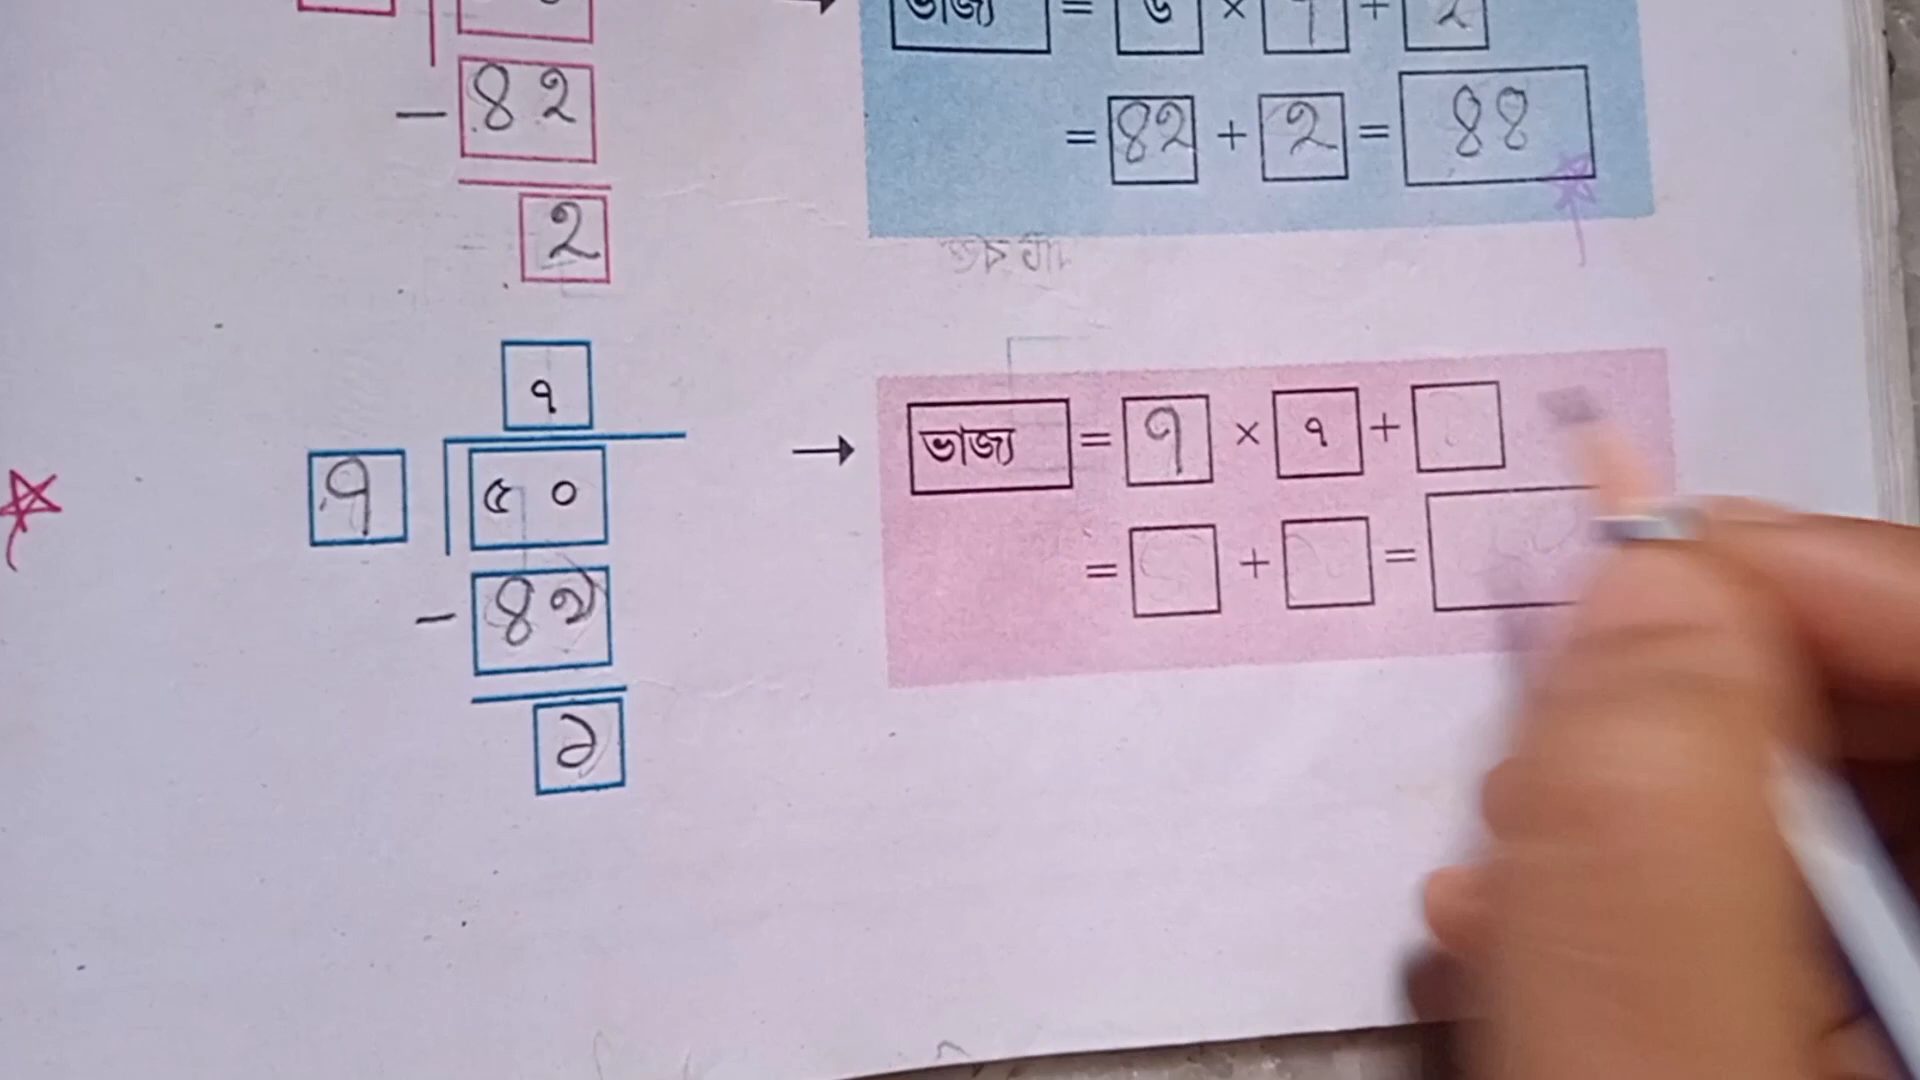 ভাজ্য = ৬ × ৭ + ২
- ৪২
= ৪২ + ২ = ৪৪
২
৭
৭ ৫০
ভাজ্য = ৭ × ৭ +
- ৪৯
= + =
১